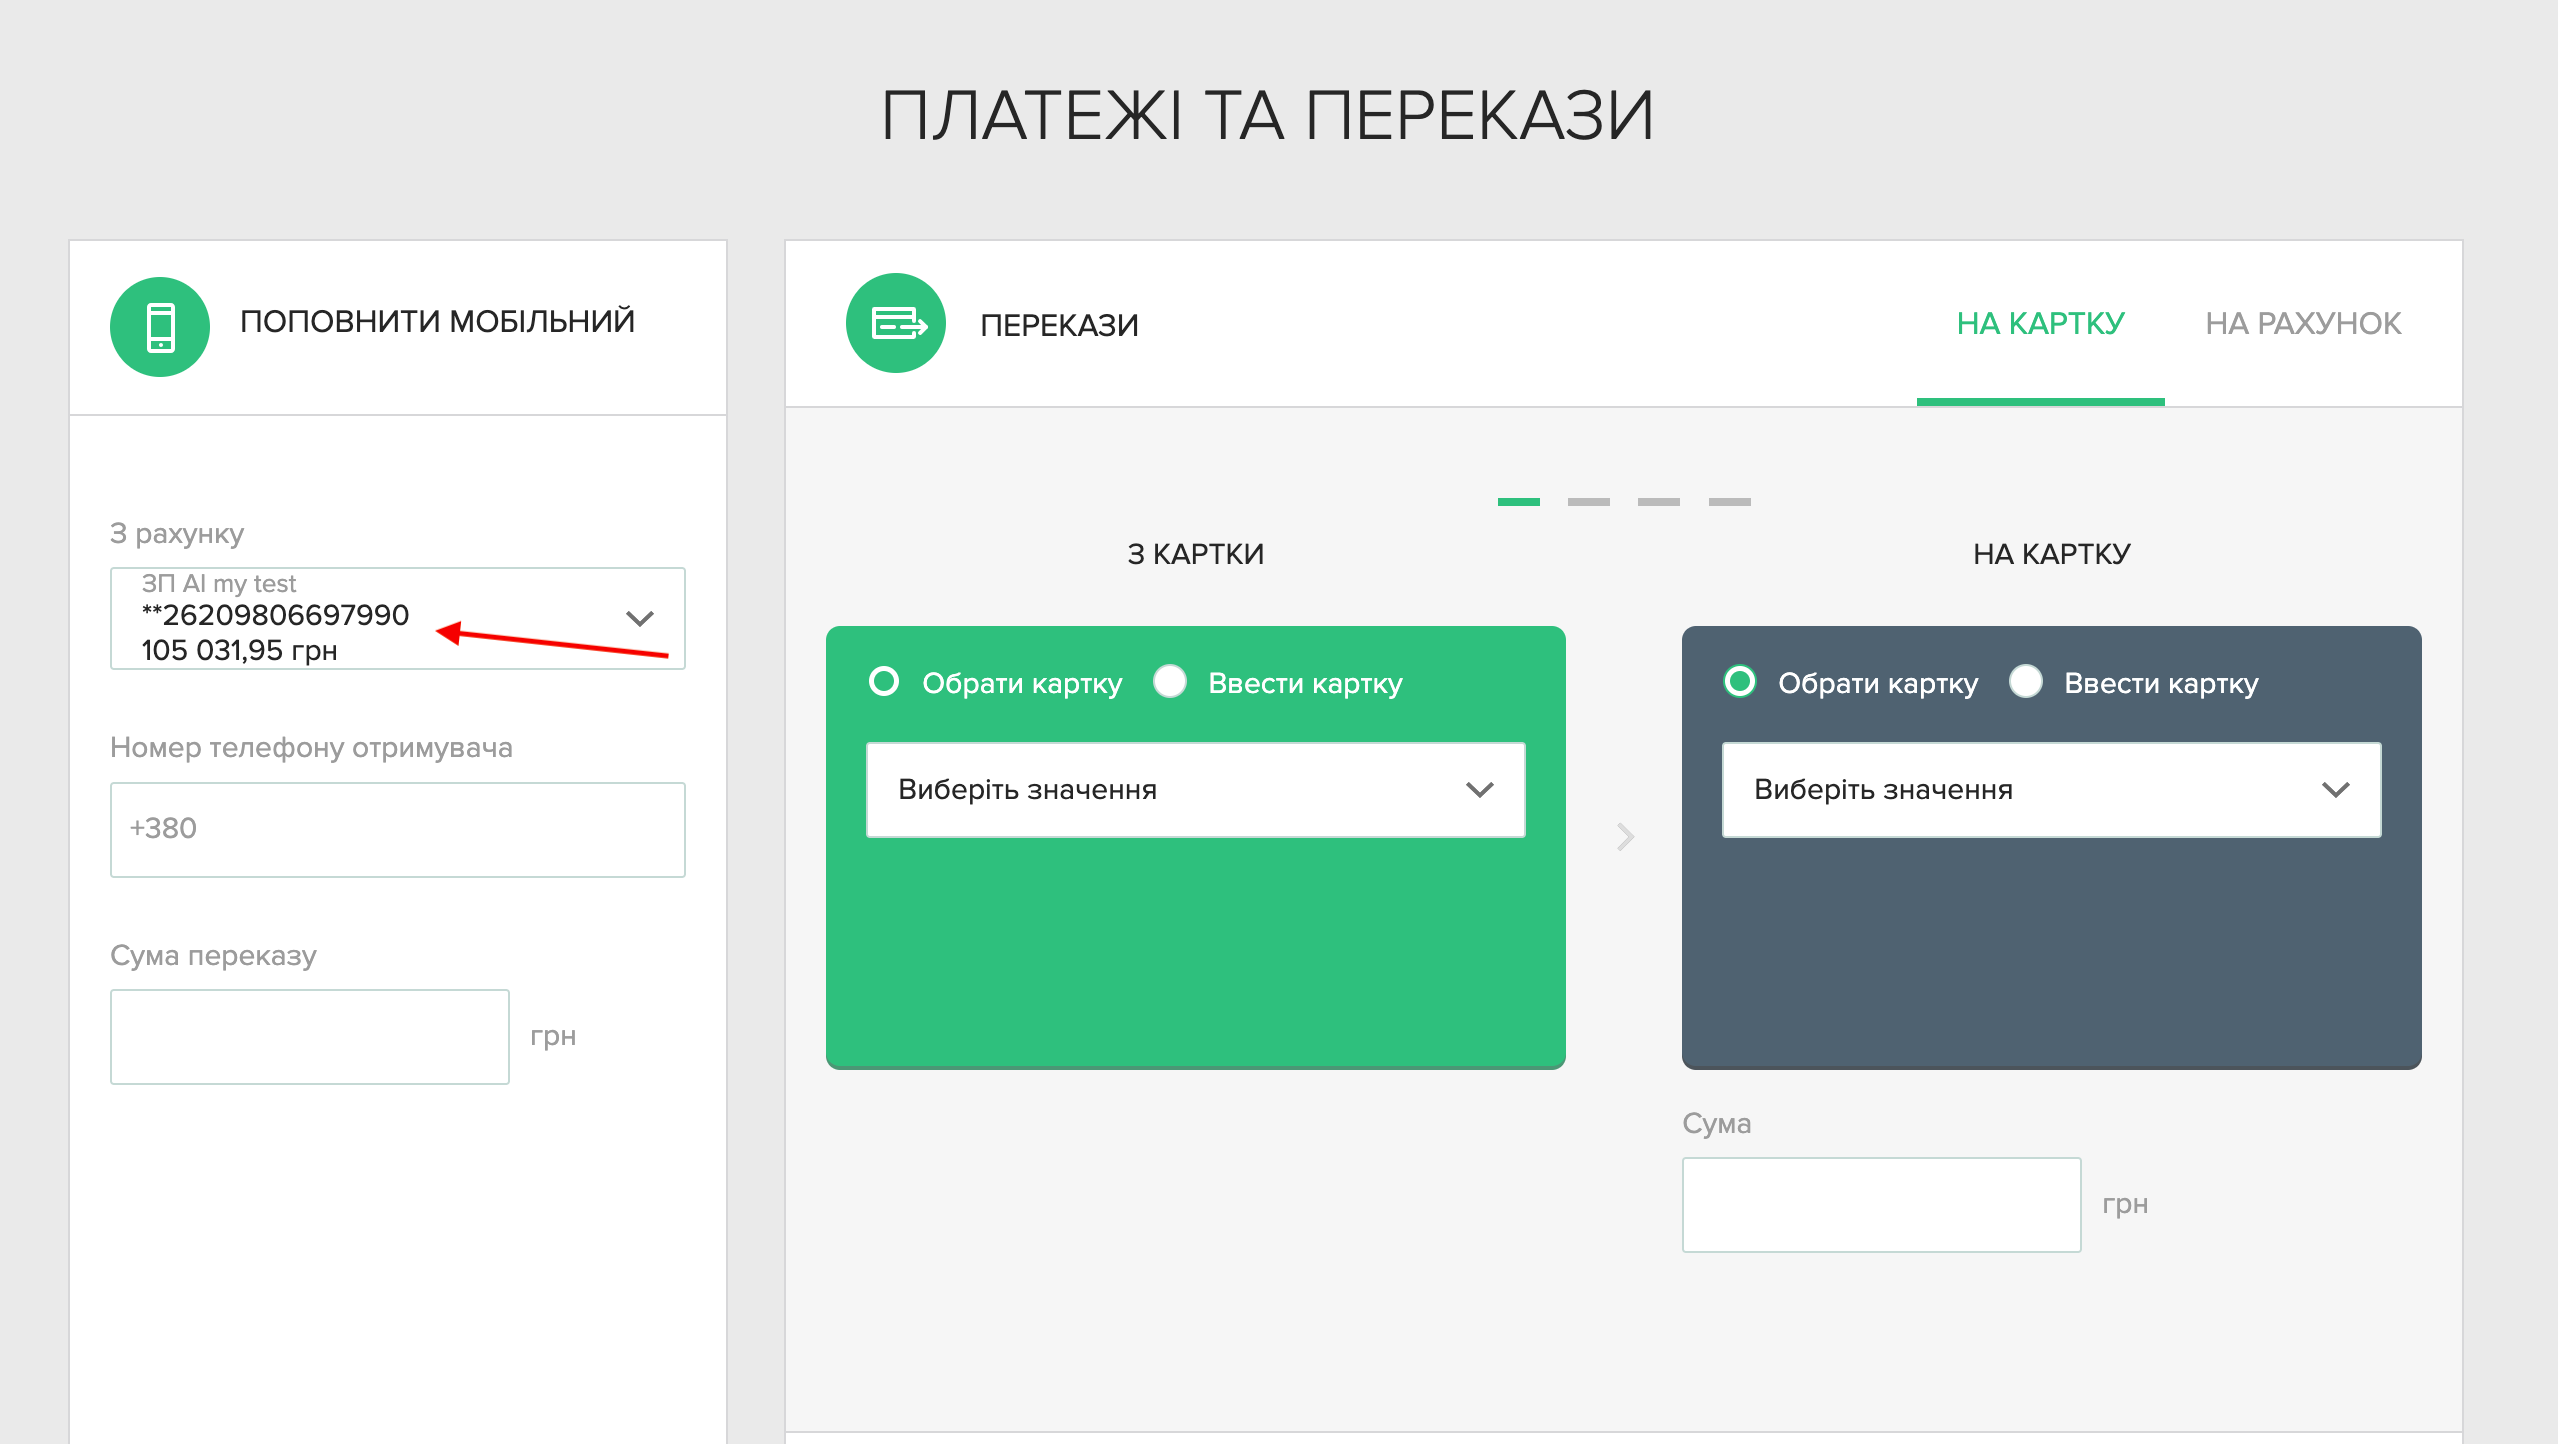 ПЛАТЕЖІ ТА ПЕРЕКАЗИ
ПОПОВНИТИ МОБІЛЬНИЙ
З рахунку
ЗП AI my test
**26209806697990
105 031,95 грн
Номер телефону отримувача
+380
Сума переказу
грн
ПЕРЕКАЗИ
НА КАРТКУ
НА РАХУНОК
З КАРТКИ
Обрати картку
Ввести картку
Виберіть значення
НА КАРТКУ
Обрати картку
Ввести картку
Виберіть значення
Сума
грн